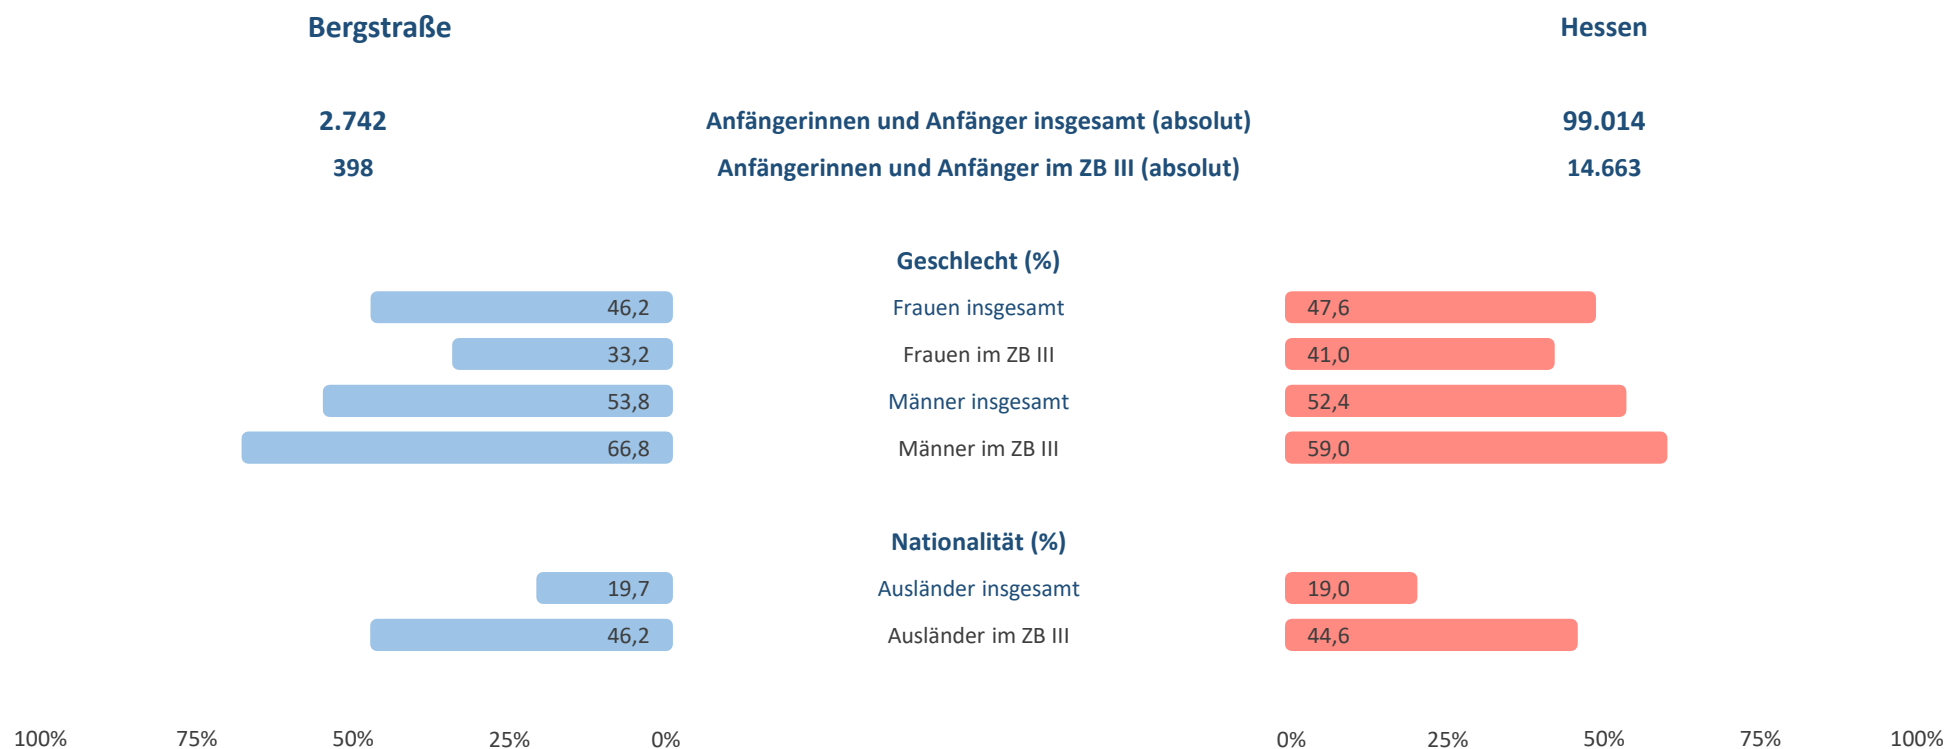 Bergstraße Hessen
2.742 Anfängerinnen und Anfänger insgesamt (absolut) 99.014
398 Anfängerinnen und Anfänger im ZB III (absolut) 14.663
Geschlecht (%)
46,2 Frauen insgesamt 47,6
33,2 Frauen im ZB III 41,0
53,8 Männer insgesamt 52,4
66,8 Männer im ZB III 59,0
Nationalität (%)
19,7 Ausländer insgesamt 19,0
46,2 Ausländer im ZB III 44,6
100% 75% 50% 25% 0% 0% 25% 50% 75% 100%